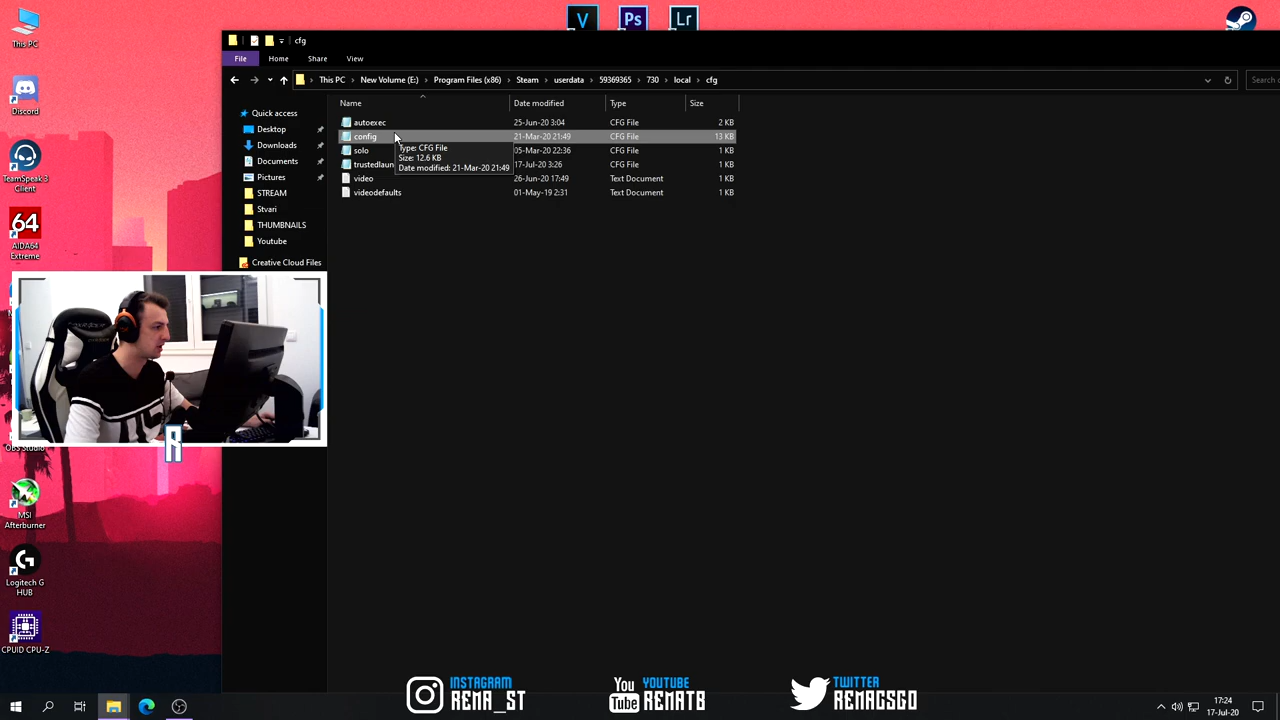 This PC
Discord
TeamSpeak 3
Client
64
AIDA64
Extreme
MSI
Afterburner
Logitech G
HUB
CPUID CPU-Z
V
Ps
Lr
cfg
File
Home
Share
View
This PC › New Volume (E:) › Program Files (x86) › Steam › userdata › 59369365 › 730 › local › cfg
Search
Quick access
Desktop
Downloads
Documents
Pictures
STREAM
Stvari
THUMBNAILS
Youtube
Creative Cloud Files
Name Date modified Type Size
autoexec 25-Jun-20 3:04 CFG File 2 KB
config 21-Mar-20 21:49 CFG File 13 KB
solo 05-Mar-20 22:36 CFG File 1 KB
trustedlaun 17-Jul-20 3:26 CFG File 1 KB
video 26-Jun-20 17:49 Text Document 1 KB
videodefaults 01-May-19 2:31 Text Document 1 KB
Type: CFG File
Size: 12.6 KB
Date modified: 21-Mar-20 21:49
INSTAGRAM
REMA_ST
You
Tube
YOUTUBE
REMATB
TWITTER
REMACSGO
17:24
17-Jul-20